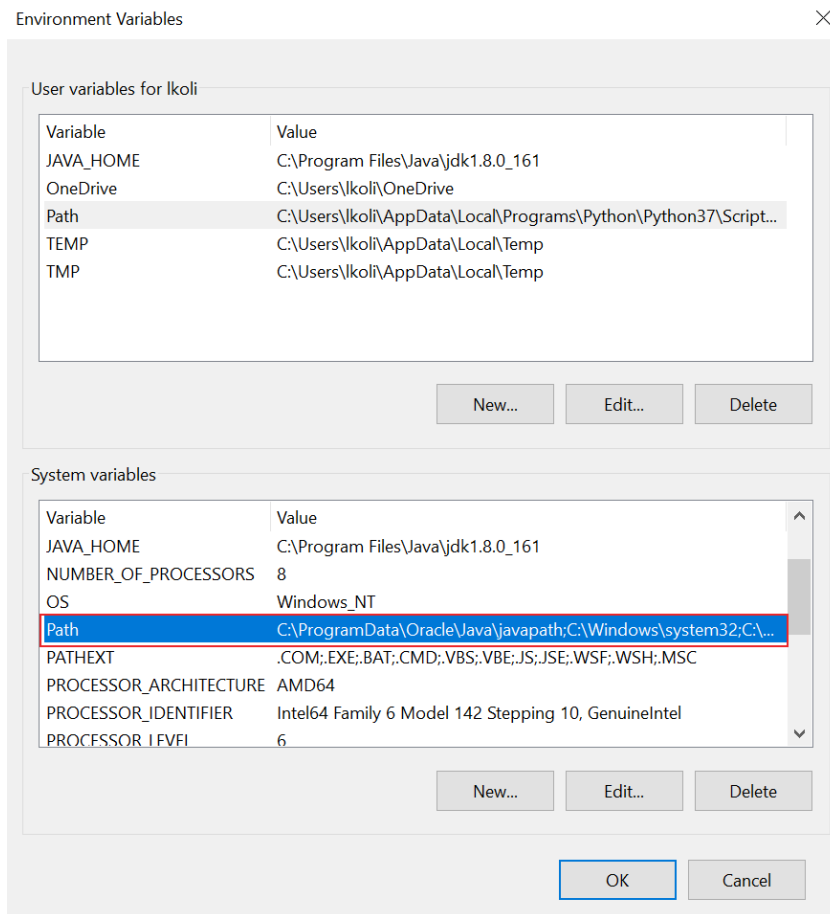 Environment Variables
User variables for lkoli
Variable Value
JAVA_HOME C:\Program Files\Java\jdk1.8.0_161
OneDrive C:\Users\lkoli\OneDrive
Path C:\Users\lkoli\AppData\Local\Programs\Python\Python37\Script...
TEMP C:\Users\lkoli\AppData\Local\Temp
TMP C:\Users\lkoli\AppData\Local\Temp
New... Edit... Delete
System variables
Variable Value
JAVA_HOME C:\Program Files\Java\jdk1.8.0_161
NUMBER_OF_PROCESSORS 8
OS Windows_NT
Path C:\ProgramData\Oracle\Java\javapath;C:\Windows\system32;C:\...
PATHEXT .COM;.EXE;.BAT;.CMD;.VBS;.VBE;.JS;.JSE;.WSF;.WSH;.MSC
PROCESSOR_ARCHITECTURE AMD64
PROCESSOR_IDENTIFIER Intel64 Family 6 Model 142 Stepping 10, GenuineIntel
PROCESSOR_LEVEL 6
New... Edit... Delete
OK Cancel